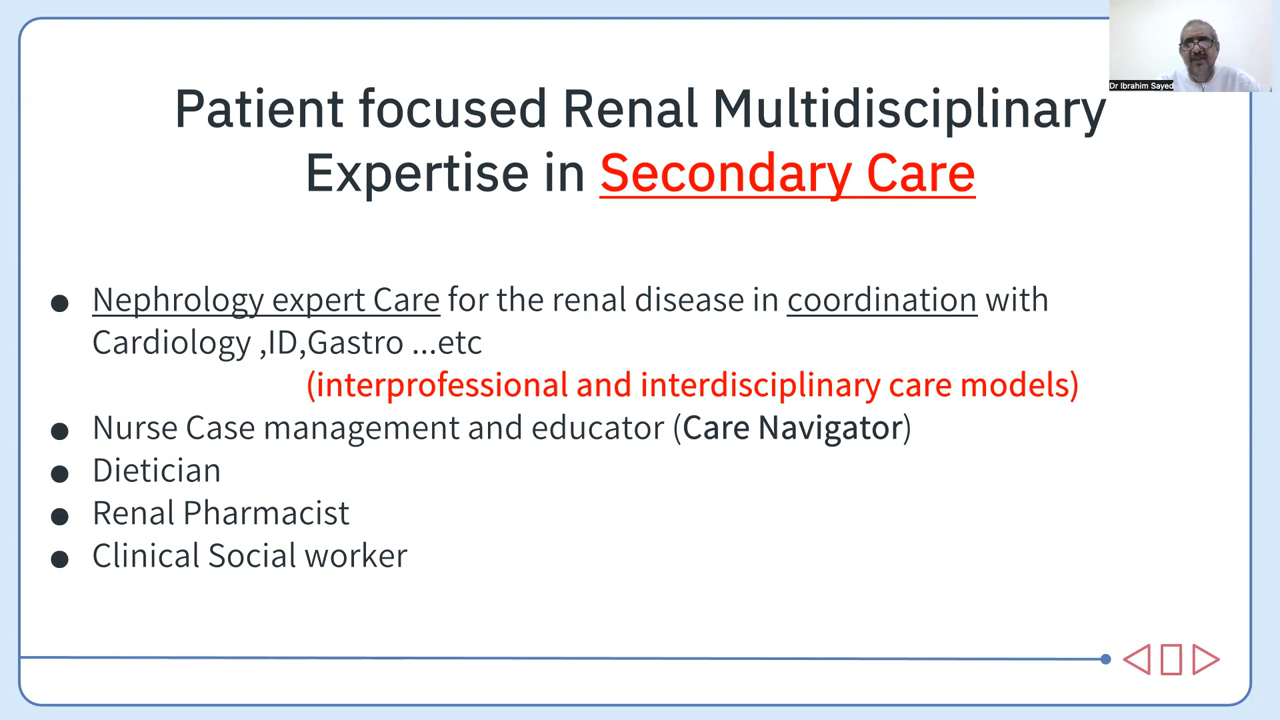 Dr Ibrahim Sayed
Patient focused Renal Multidisciplinary
Expertise in Secondary Care
● Nephrology expert Care for the renal disease in coordination with
Cardiology ,ID,Gastro ...etc
(interprofessional and interdisciplinary care models)
● Nurse Case management and educator (Care Navigator)
● Dietician
● Renal Pharmacist
● Clinical Social worker